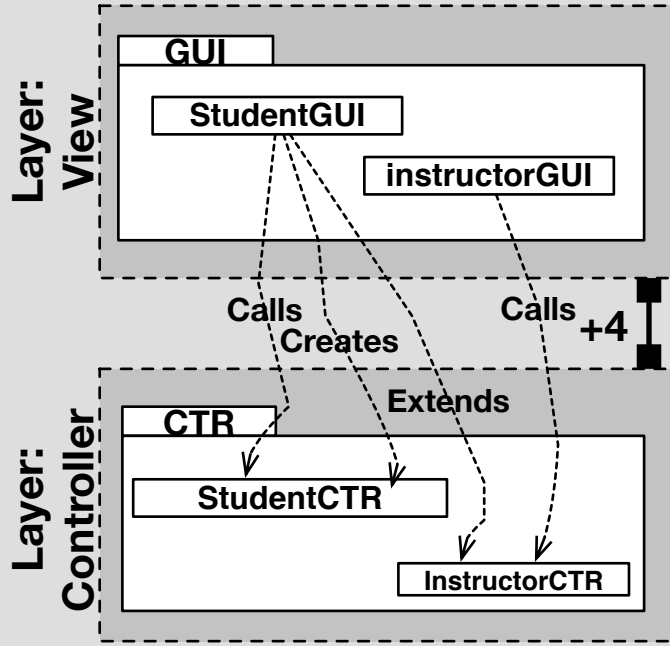 Layer:
View
GUI
StudentGUI
instructorGUI
Calls
Creates
Calls
+4
Extends
Layer:
Controller
CTR
StudentCTR
InstructorCTR